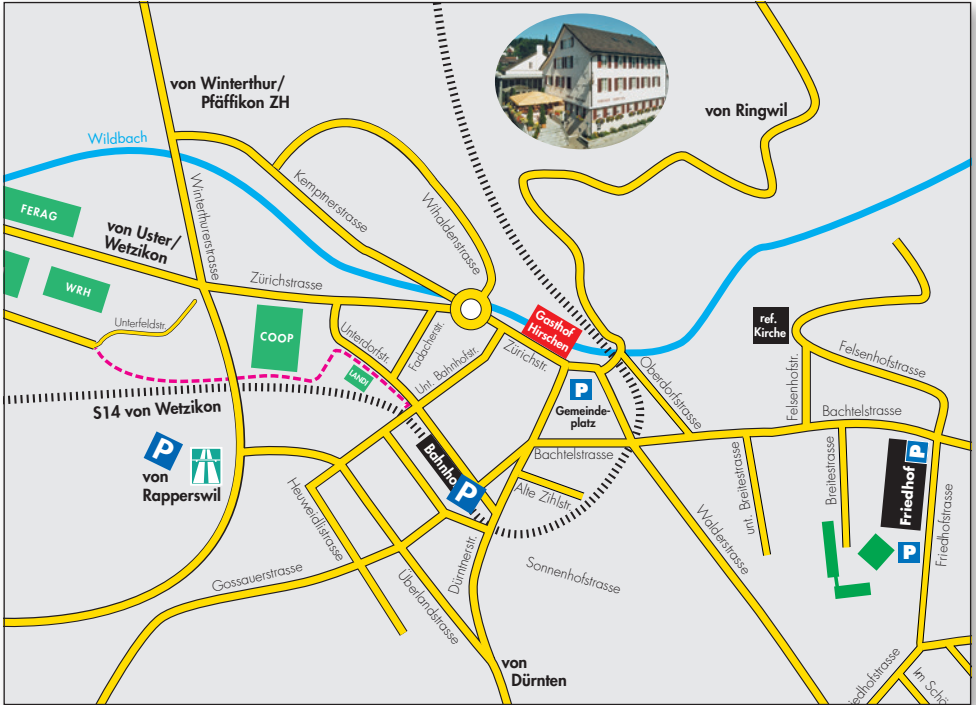 von Winterthur/
Pfäffikon ZH
von Ringwil
Wildbach
Kemptnerstrasse
Wihaldenstrasse
Winterthurerstrasse
FERAG
von Uster/
Wetzikon
WRH
Zürichstrasse
Unterfeldstr.
COOP
Unterdorfstr.
LANDI
Fodacherstr.
Unt. Bahnhofstr.
Zürichstr.
Gasthof
Hirschen
ref.
Kirche
Oberdorfstrasse
Felsenhofstr.
Felsenhofstrasse
P
Gemeinde-
platz
S14 von Wetzikon
Bachtelstrasse
Bachtelstrasse
P
von
Rapperswil
P
Alte Zihlstr.
Heuweidlistrasse
unt. Breitestrasse
Breitestrasse
P
Friedhof
P
Friedhofstrasse
Walderstrasse
Gossauerstrasse
Überlandstrasse
Dürntnerstr.
Sonnenhofstrasse
von
Dürnten